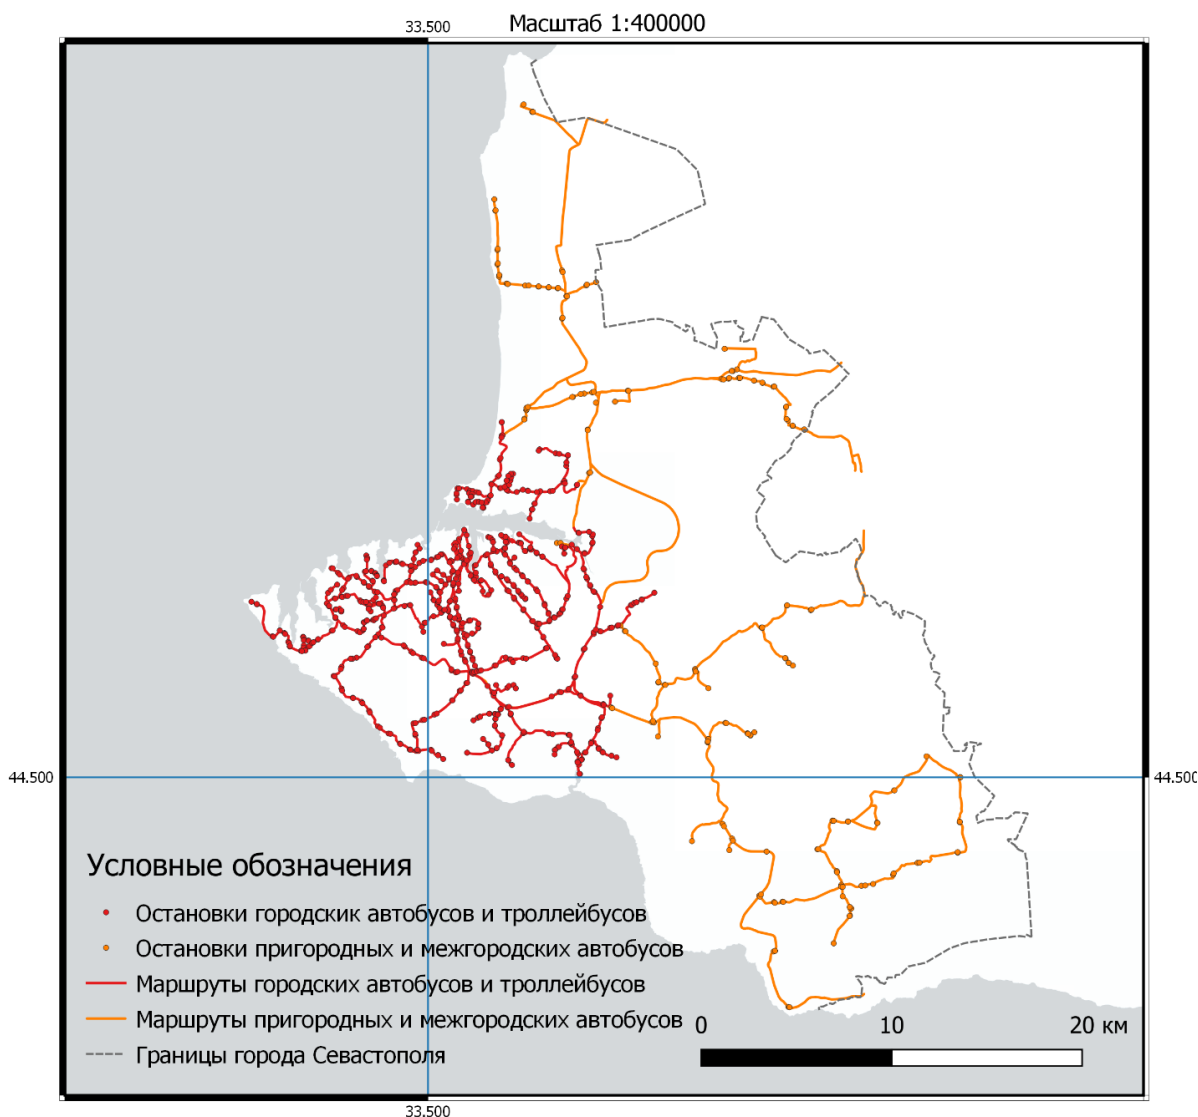 Масштаб 1:400000
33.500
44.500
44.500
Условные обозначения
Остановки городскик автобусов и троллейбусов
Остановки пригородных и межгородских автобусов
Маршруты городских автобусов и троллейбусов
Маршруты пригородных и межгородских автобусов
Границы города Севастополя
0 10 20 км
33.500